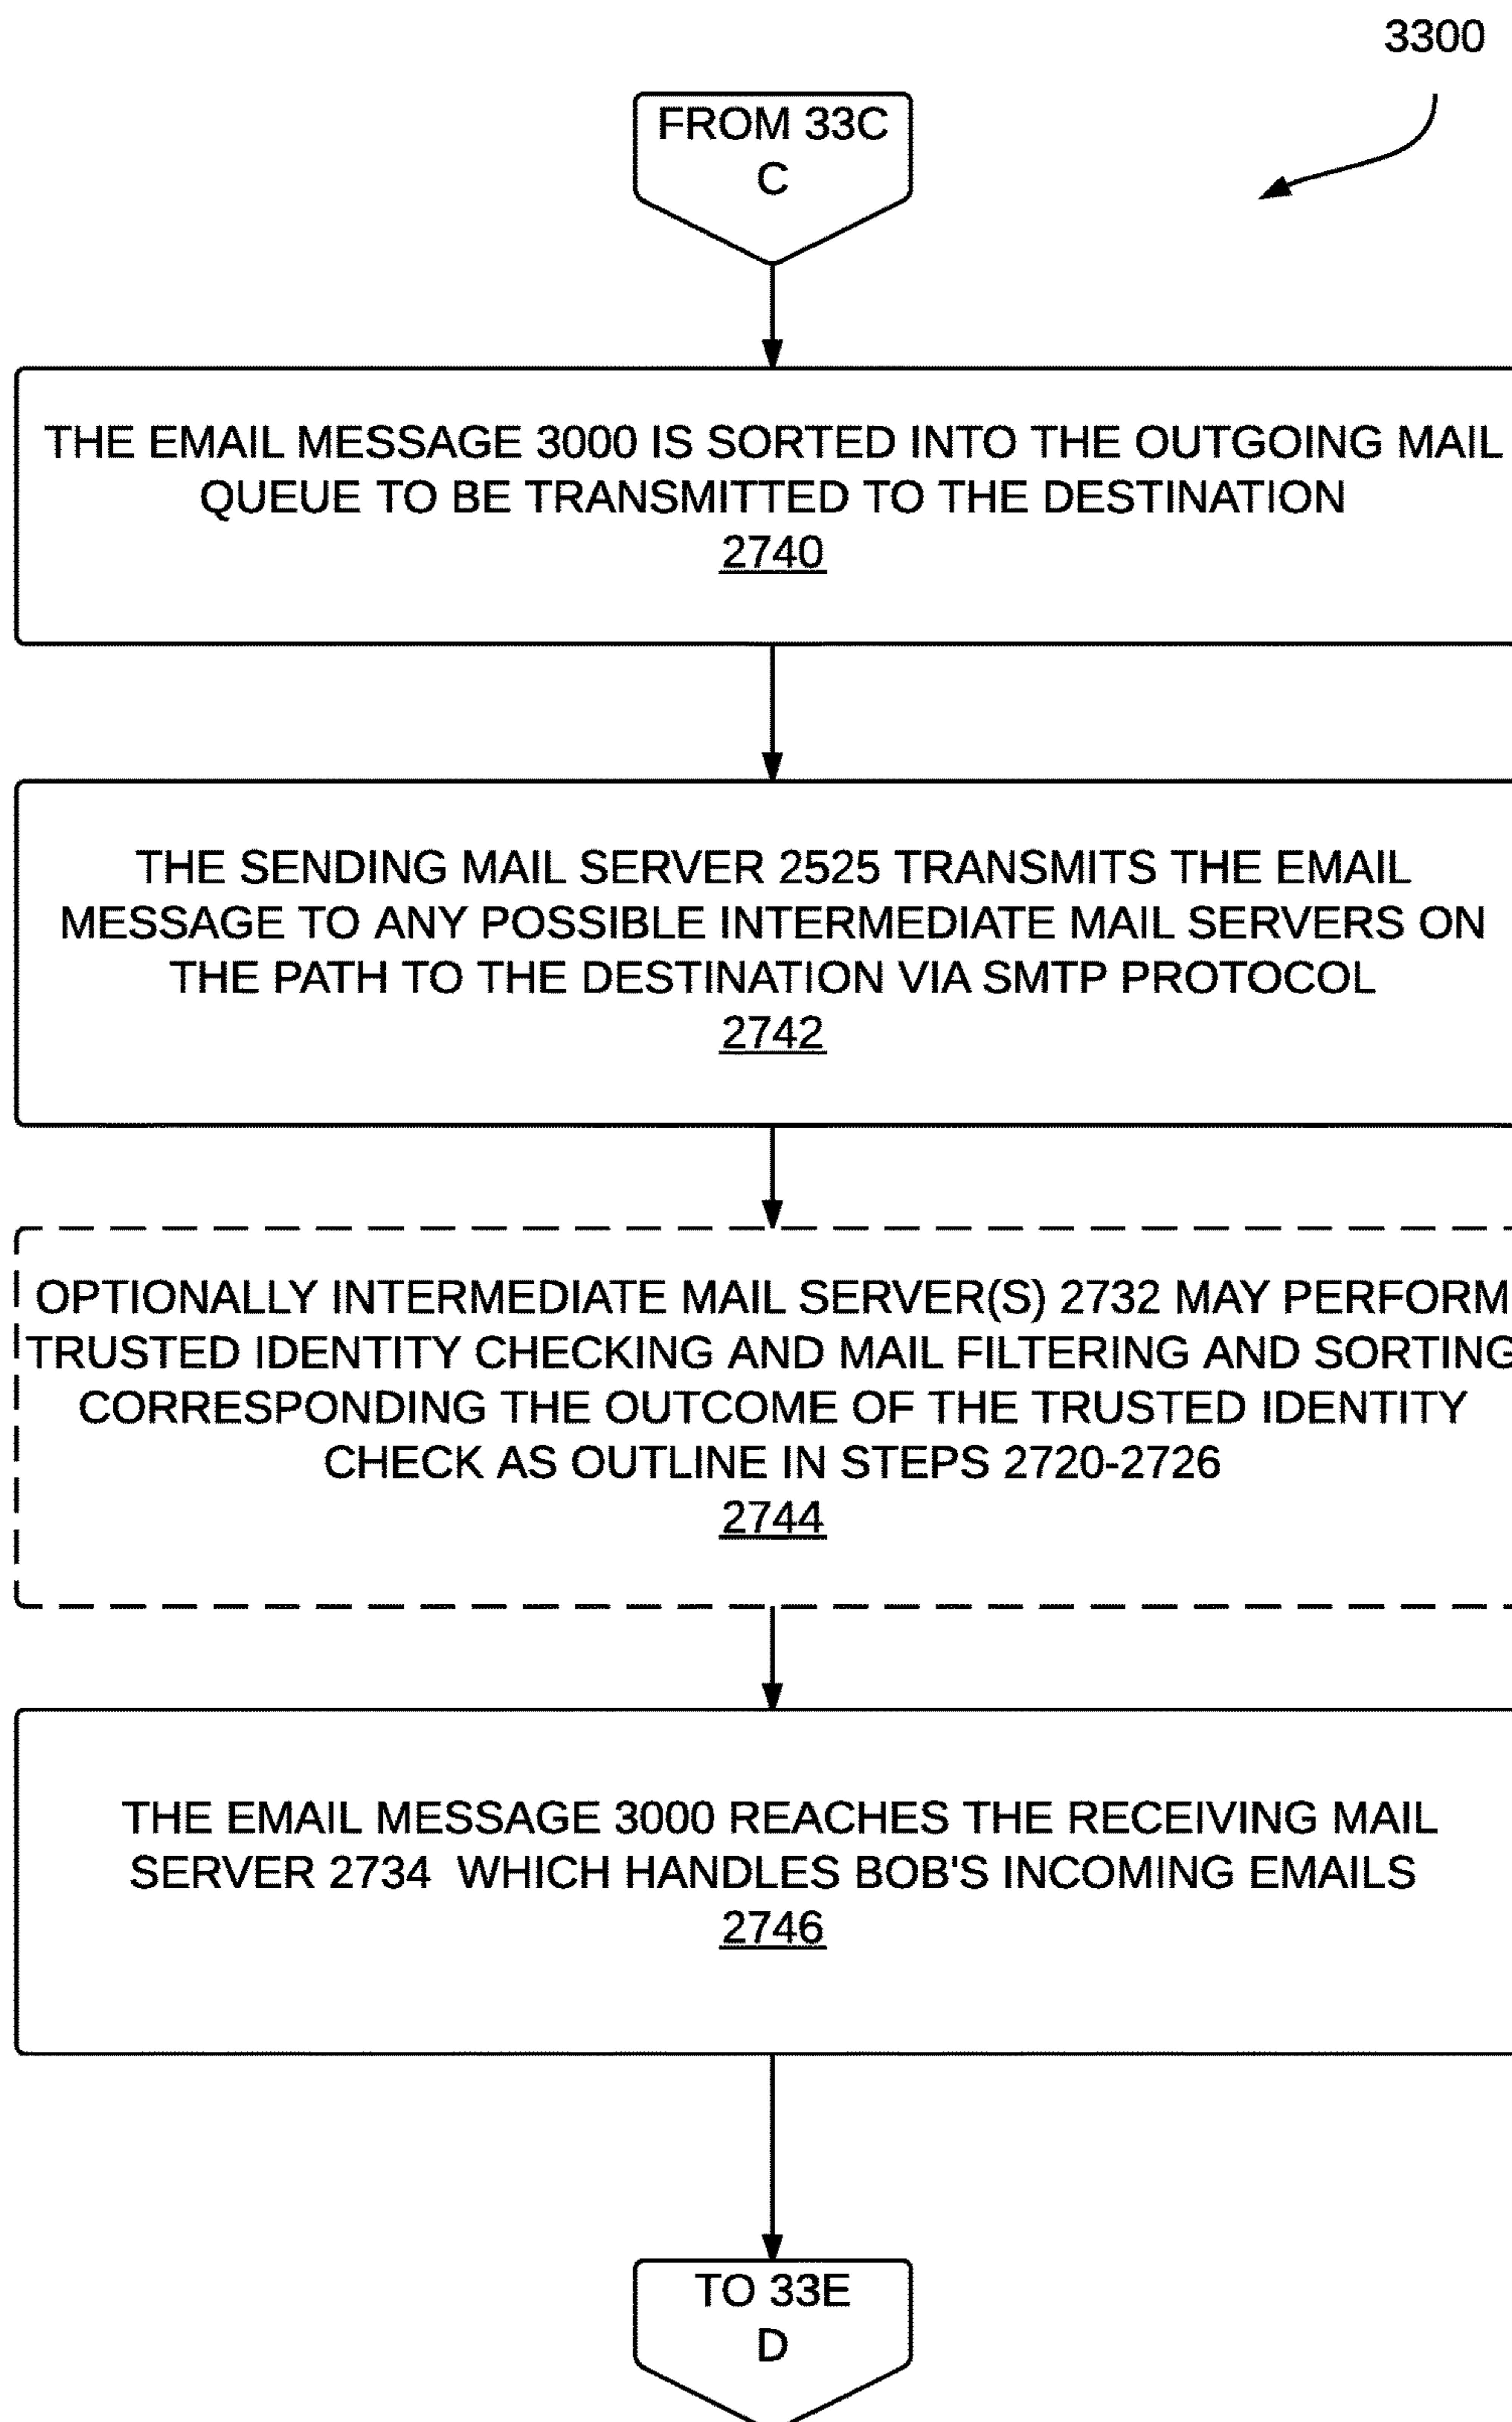 3300
FROM 33C
C
THE EMAIL MESSAGE 3000 IS SORTED INTO THE OUTGOING MAIL
QUEUE TO BE TRANSMITTED TO THE DESTINATION
2740
THE SENDING MAIL SERVER 2525 TRANSMITS THE EMAIL
MESSAGE TO ANY POSSIBLE INTERMEDIATE MAIL SERVERS ON
THE PATH TO THE DESTINATION VIA SMTP PROTOCOL
2742
OPTIONALLY INTERMEDIATE MAIL SERVER(S) 2732 MAY PERFORM
TRUSTED IDENTITY CHECKING AND MAIL FILTERING AND SORTING
CORRESPONDING THE OUTCOME OF THE TRUSTED IDENTITY
CHECK AS OUTLINE IN STEPS 2720-2726
2744
THE EMAIL MESSAGE 3000 REACHES THE RECEIVING MAIL
SERVER 2734  WHICH HANDLES BOB'S INCOMING EMAILS
2746
TO 33E
D